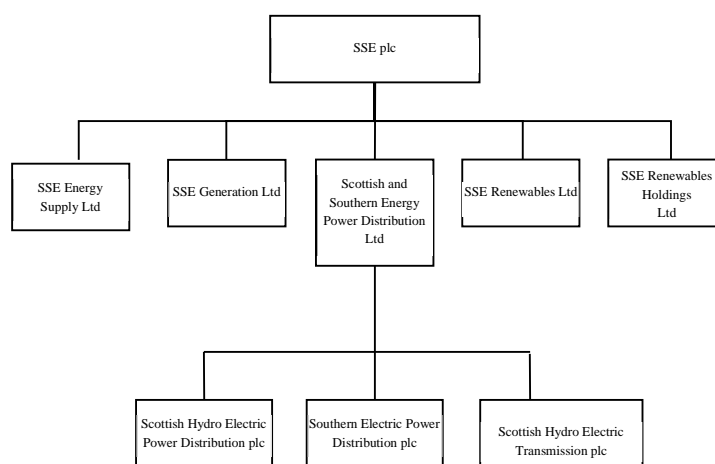 SSE plc
SSE Energy
Supply Ltd
SSE Generation Ltd
Scottish and
Southern Energy
Power Distribution
Ltd
SSE Renewables Ltd
SSE Renewables
Holdings
Ltd
Scottish Hydro Electric
Power Distribution plc
Southern Electric Power
Distribution plc
Scottish Hydro Electric
Transmission plc